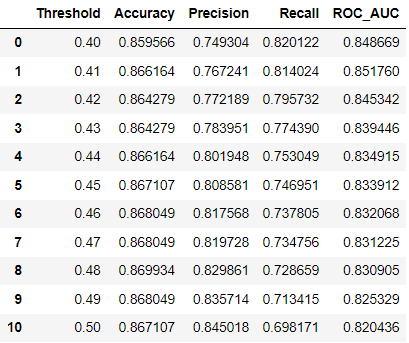 Threshold Accuracy Precision Recall ROC_AUC
0 0.40 0.859566 0.749304 0.820122 0.848669
1 0.41 0.866164 0.767241 0.814024 0.851760
2 0.42 0.864279 0.772189 0.795732 0.845342
3 0.43 0.864279 0.783951 0.774390 0.839446
4 0.44 0.866164 0.801948 0.753049 0.834915
5 0.45 0.867107 0.808581 0.746951 0.833912
6 0.46 0.868049 0.817568 0.737805 0.832068
7 0.47 0.868049 0.819728 0.734756 0.831225
8 0.48 0.869934 0.829861 0.728659 0.830905
9 0.49 0.868049 0.835714 0.713415 0.825329
10 0.50 0.867107 0.845018 0.698171 0.820436